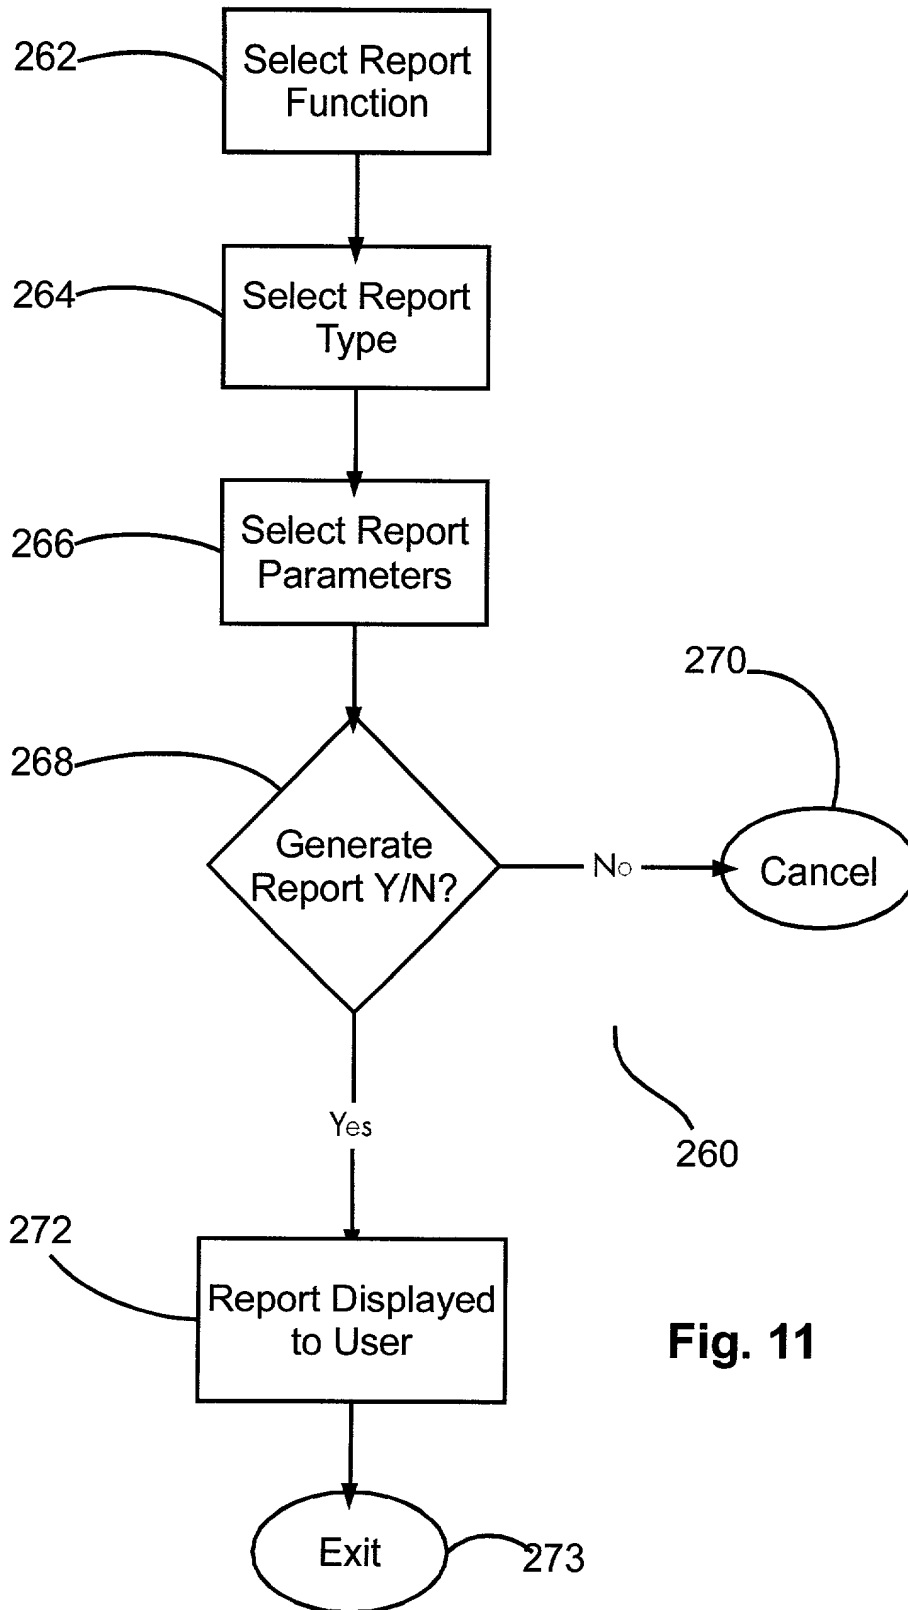 262
Select Report
Function
264
Select Report
Type
266
Select Report
Parameters
270
268
Generate
Report Y/N?
No
Cancel
Yes
260
272
Report Displayed
to User
Fig. 11
Exit
273